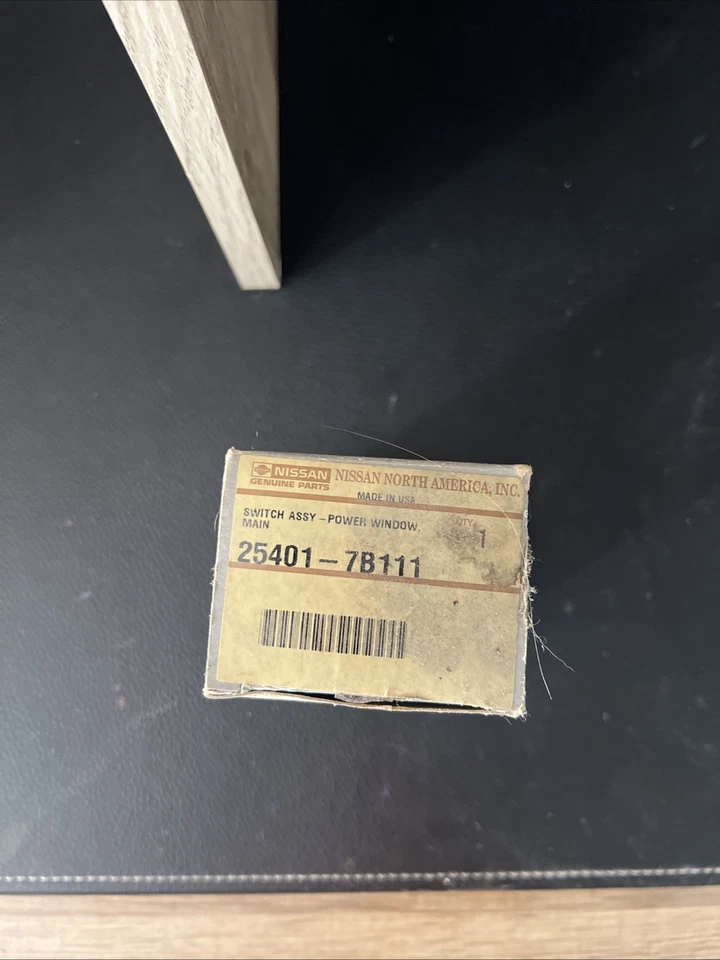 NISSAN
GENUINE PARTS
NISSAN NORTH AMERICA, INC.
MADE IN USA
SWITCH ASSY – POWER WINDOW,
MAIN
QTY
1
25401 – 7B111